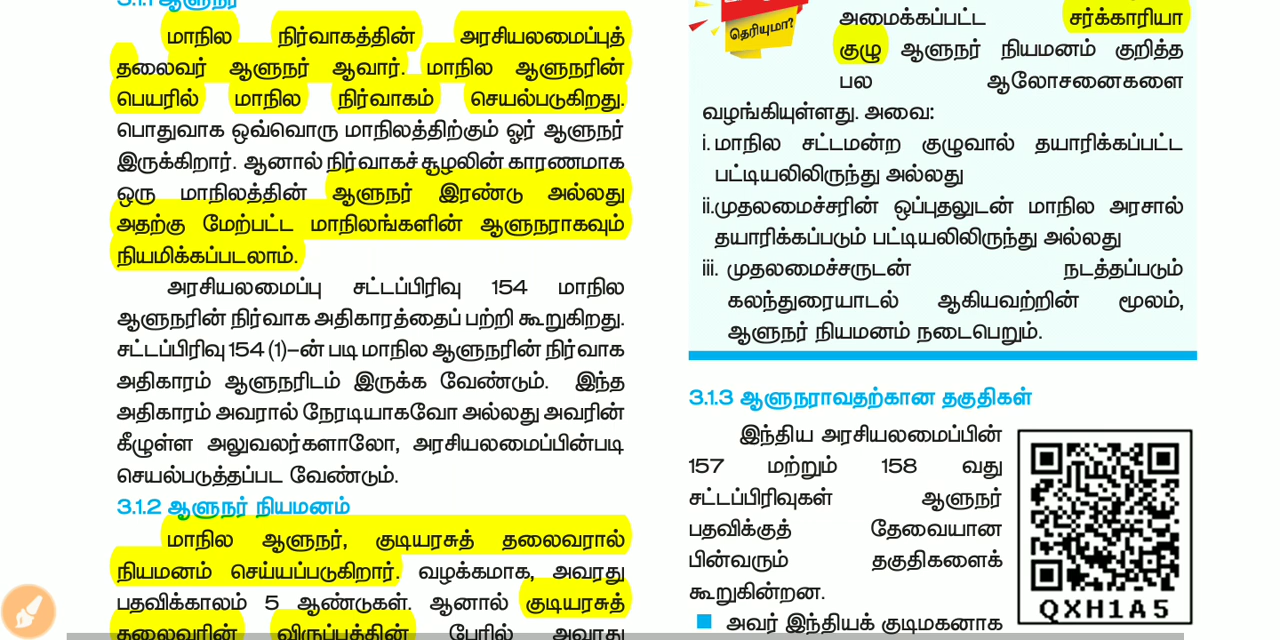 3.1.1 ஆளுநர்
மாநில நிர்வாகத்தின் அரசியலமைப்புத்
தலைவர் ஆளுநர் ஆவார். மாநில ஆளுநரின்
பெயரில் மாநில நிர்வாகம் செயல்படுகிறது.
பொதுவாக ஒவ்வொரு மாநிலத்திற்கும் ஓர் ஆளுநர்
இருக்கிறார். ஆனால் நிர்வாகச் சூழலின் காரணமாக
ஒரு மாநிலத்தின் ஆளுநர் இரண்டு அல்லது
அதற்கு மேற்பட்ட மாநிலங்களின் ஆளுநராகவும்
நியமிக்கப்படலாம்.
அரசியலமைப்பு சட்டப்பிரிவு 154 மாநில
ஆளுநரின் நிர்வாக அதிகாரத்தைப் பற்றி கூறுகிறது.
சட்டப்பிரிவு 154 (1)–ன் படி மாநில ஆளுநரின் நிர்வாக
அதிகாரம் ஆளுநரிடம் இருக்க வேண்டும். இந்த
அதிகாரம் அவரால் நேரடியாகவோ அல்லது அவரின்
கீழுள்ள அலுவலர்களாலோ, அரசியலமைப்பின்படி
செயல்படுத்தப்பட வேண்டும்.
3.1.2 ஆளுநர் நியமனம்
மாநில ஆளுநர், குடியரசுத் தலைவரால்
நியமனம் செய்யப்படுகிறார். வழக்கமாக, அவரது
பதவிக்காலம் 5 ஆண்டுகள். ஆனால் குடியரசுத்
தலைவரின் விருப்பத்தின் பேரில் அவரது
தெரியுமா?
அமைக்கப்பட்ட சர்க்காரியா
குழு ஆளுநர் நியமனம் குறித்த
பல ஆலோசனைகளை
வழங்கியுள்ளது. அவை:
i. மாநில சட்டமன்ற குழுவால் தயாரிக்கப்பட்ட
பட்டியலிலிருந்து அல்லது
ii.முதலமைச்சரின் ஒப்புதலுடன் மாநில அரசால்
தயாரிக்கப்படும் பட்டியலிலிருந்து அல்லது
iii. முதலமைச்சருடன் நடத்தப்படும்
கலந்துரையாடல் ஆகியவற்றின் மூலம்,
ஆளுநர் நியமனம் நடைபெறும்.
3.1.3 ஆளுநராவதற்கான தகுதிகள்
இந்திய அரசியலமைப்பின்
157 மற்றும் 158 வது
சட்டப்பிரிவுகள் ஆளுநர்
பதவிக்குத் தேவையான
பின்வரும் தகுதிகளைக்
கூறுகின்றன.
அவர் இந்தியக் குடிமகனாக
QXH1A5